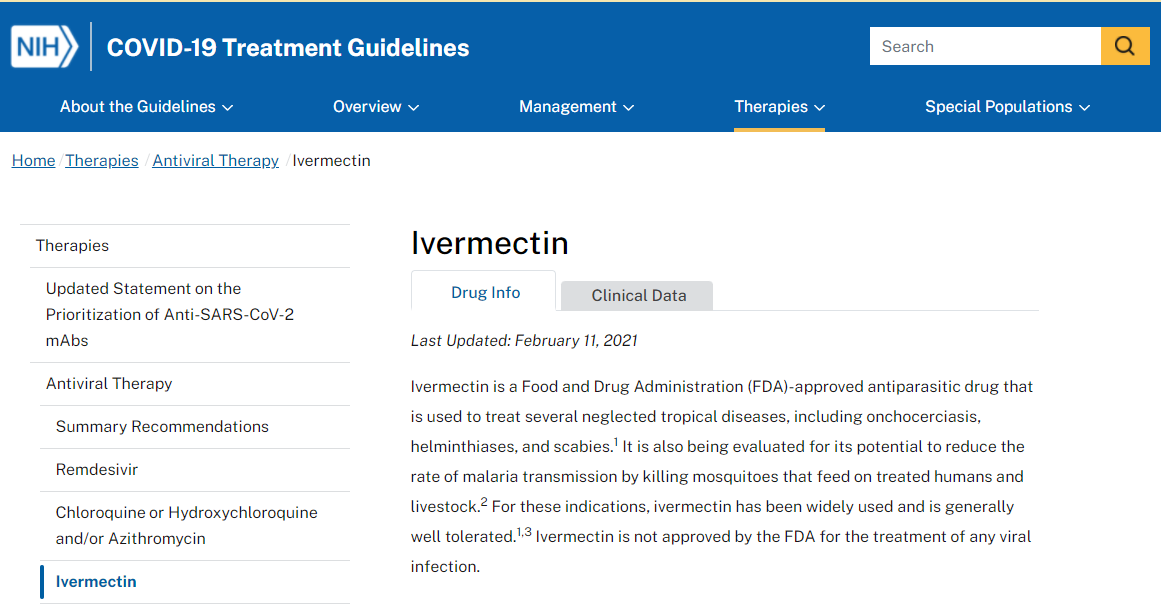 NIH
COVID-19 Treatment Guidelines
Search
About the Guidelines
Overview
Management
Therapies
Special Populations
Home / Therapies / Antiviral Therapy / Ivermectin
Therapies
Updated Statement on the
Prioritization of Anti-SARS-CoV-2
mAbs
Antiviral Therapy
Summary Recommendations
Remdesivir
Chloroquine or Hydroxychloroquine
and/or Azithromycin
Ivermectin
Ivermectin
Drug Info
Clinical Data
Last Updated: February 11, 2021
Ivermectin is a Food and Drug Administration (FDA)-approved antiparasitic drug that
is used to treat several neglected tropical diseases, including onchocerciasis,
helminthiases, and scabies.1 It is also being evaluated for its potential to reduce the
rate of malaria transmission by killing mosquitoes that feed on treated humans and
livestock.2 For these indications, ivermectin has been widely used and is generally
well tolerated.1,3 Ivermectin is not approved by the FDA for the treatment of any viral
infection.